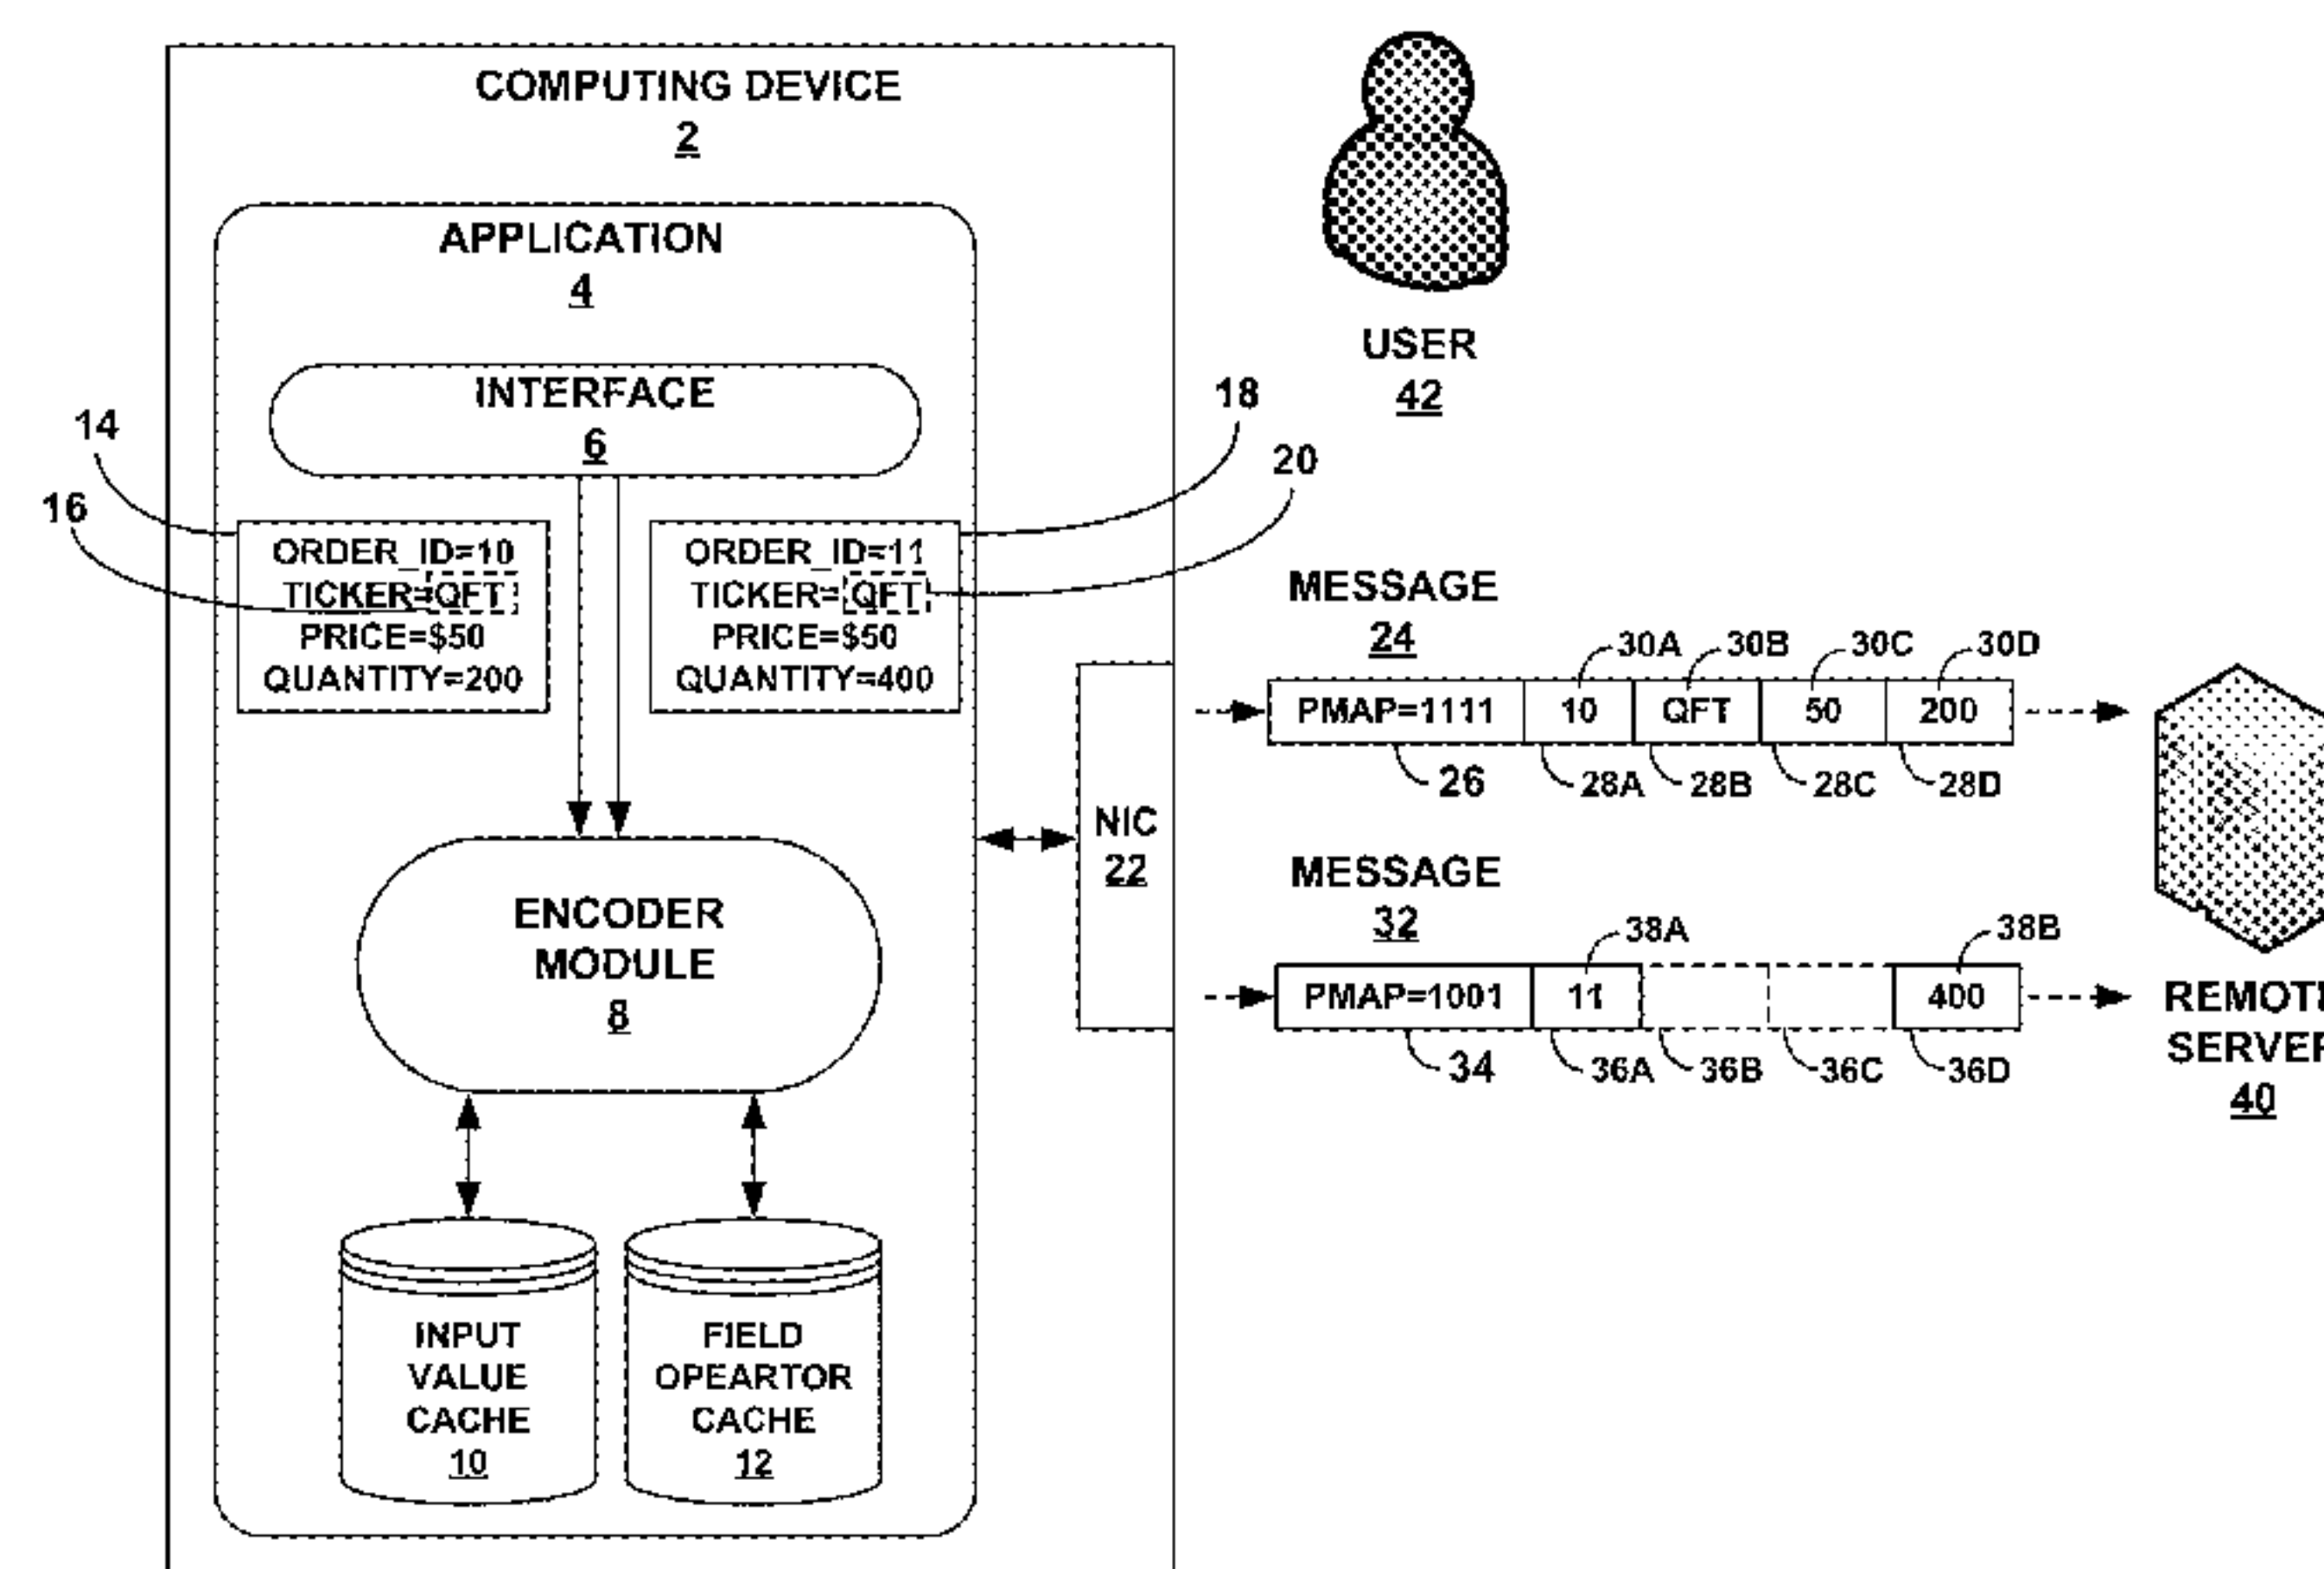 COMPUTING DEVICE
2
APPLICATION
4
INTERFACE
6
14
16
18
20
ORDER_ID=10
TICKER=QFT
PRICE=$50
QUANTITY=200
ORDER_ID=11
TICKER=QFT
PRICE=$50
QUANTITY=400
ENCODER
MODULE
8
INPUT
VALUE
CACHE
10
FIELD
OPEARTOR
CACHE
12
NIC
22
USER
42
MESSAGE
24
30A 30B 30C 30D
PMAP=1111 10 QFT 50 200
26 28A 28B 28C 28D
MESSAGE
32
38A 38B
PMAP=1001 11 400
34 36A 36B 36C 36D
40